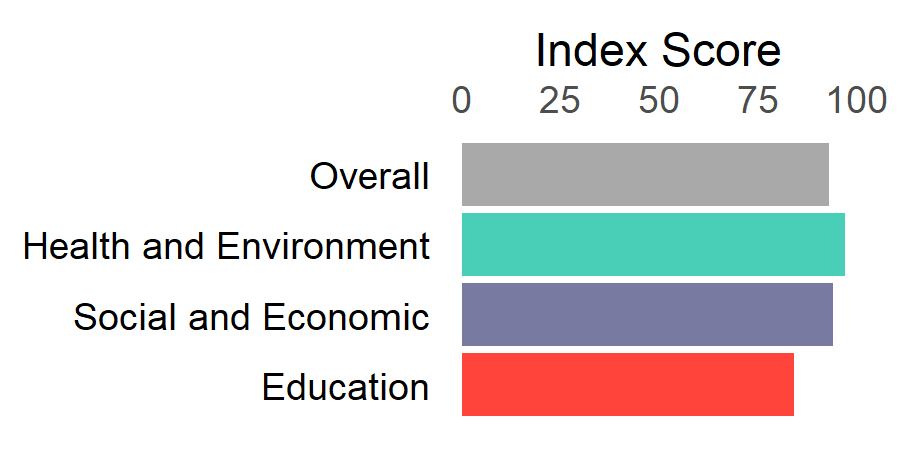 Index Score
0 25 50 75 100
Overall
Health and Environment
Social and Economic
Education